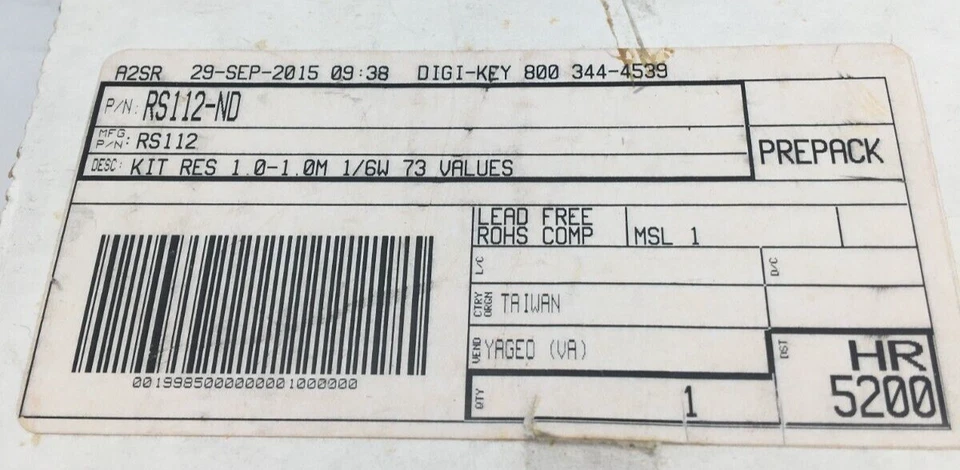 A2SR 29-SEP-2015 09:38 DIGI-KEY 800 344-4539
P/N: RS112-ND
MFG P/N: RS112
DESC: KIT RES 1.0-1.0M 1/6W 73 VALUES
PREPACK
LEAD FREE
ROHS COMP
MSL 1
L/C
D/C
CTRY ORGN TAIWAN
VEND YAGEO (VA)
DST HR
5200
QTY 1
0019985000000001000000